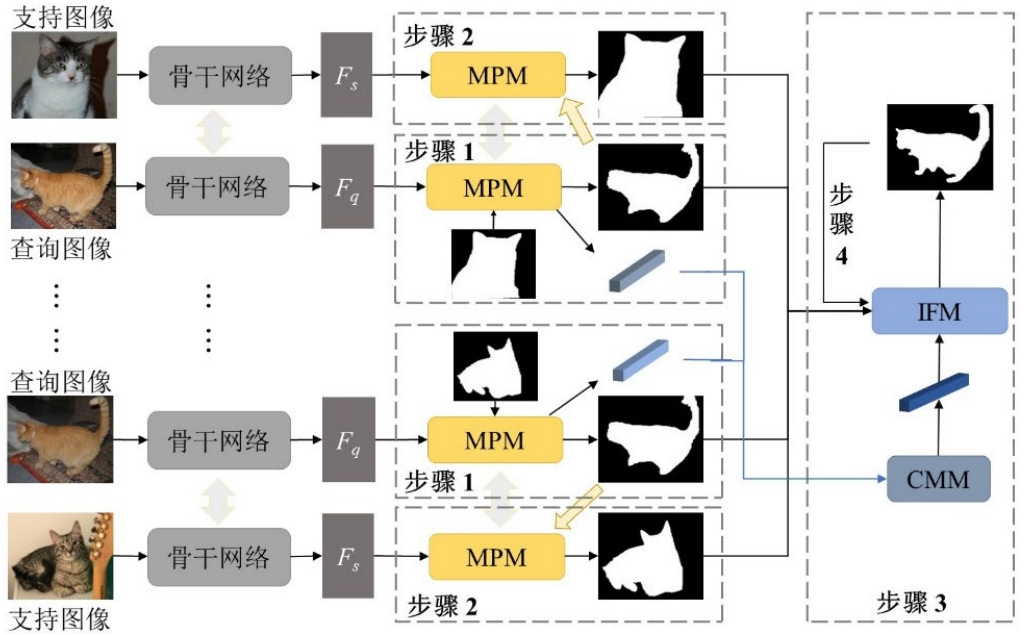 支持图像
骨干网络
F_s
步骤 2
MPM
骨干网络
F_q
步骤 1
MPM
查询图像
步骤 4
IFM
查询图像
骨干网络
F_q
MPM
步骤 1
CMM
骨干网络
F_s
MPM
步骤 2
支持图像
步骤 3